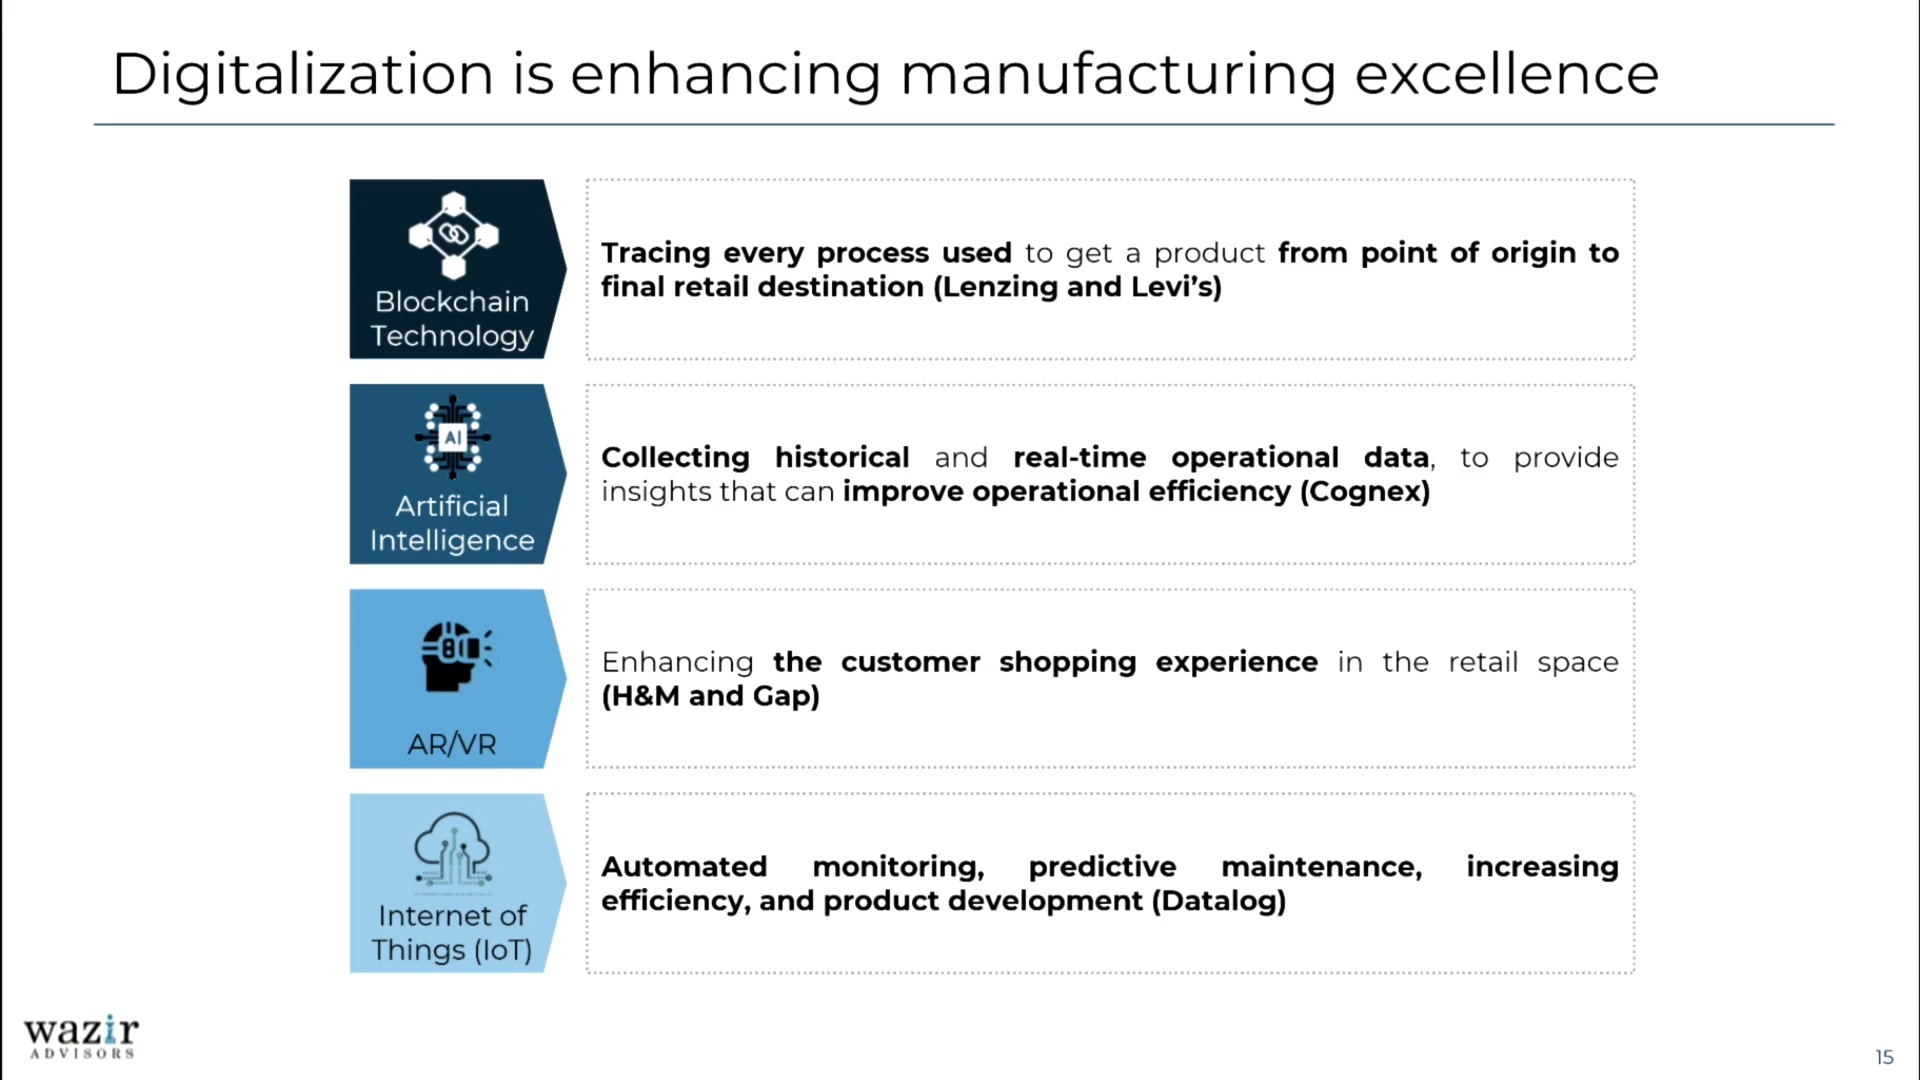 Digitalization is enhancing manufacturing excellence
Blockchain
Technology
Tracing every process used to get a product from point of origin to
final retail destination (Lenzing and Levi’s)
AI
Artificial
Intelligence
Collecting historical and real-time operational data, to provide
insights that can improve operational efficiency (Cognex)
AR/VR
Enhancing the customer shopping experience in the retail space
(H&M and Gap)
Internet of
Things (IoT)
Automated monitoring, predictive maintenance, increasing
efficiency, and product development (Datalog)
wazir
ADVISORS
15